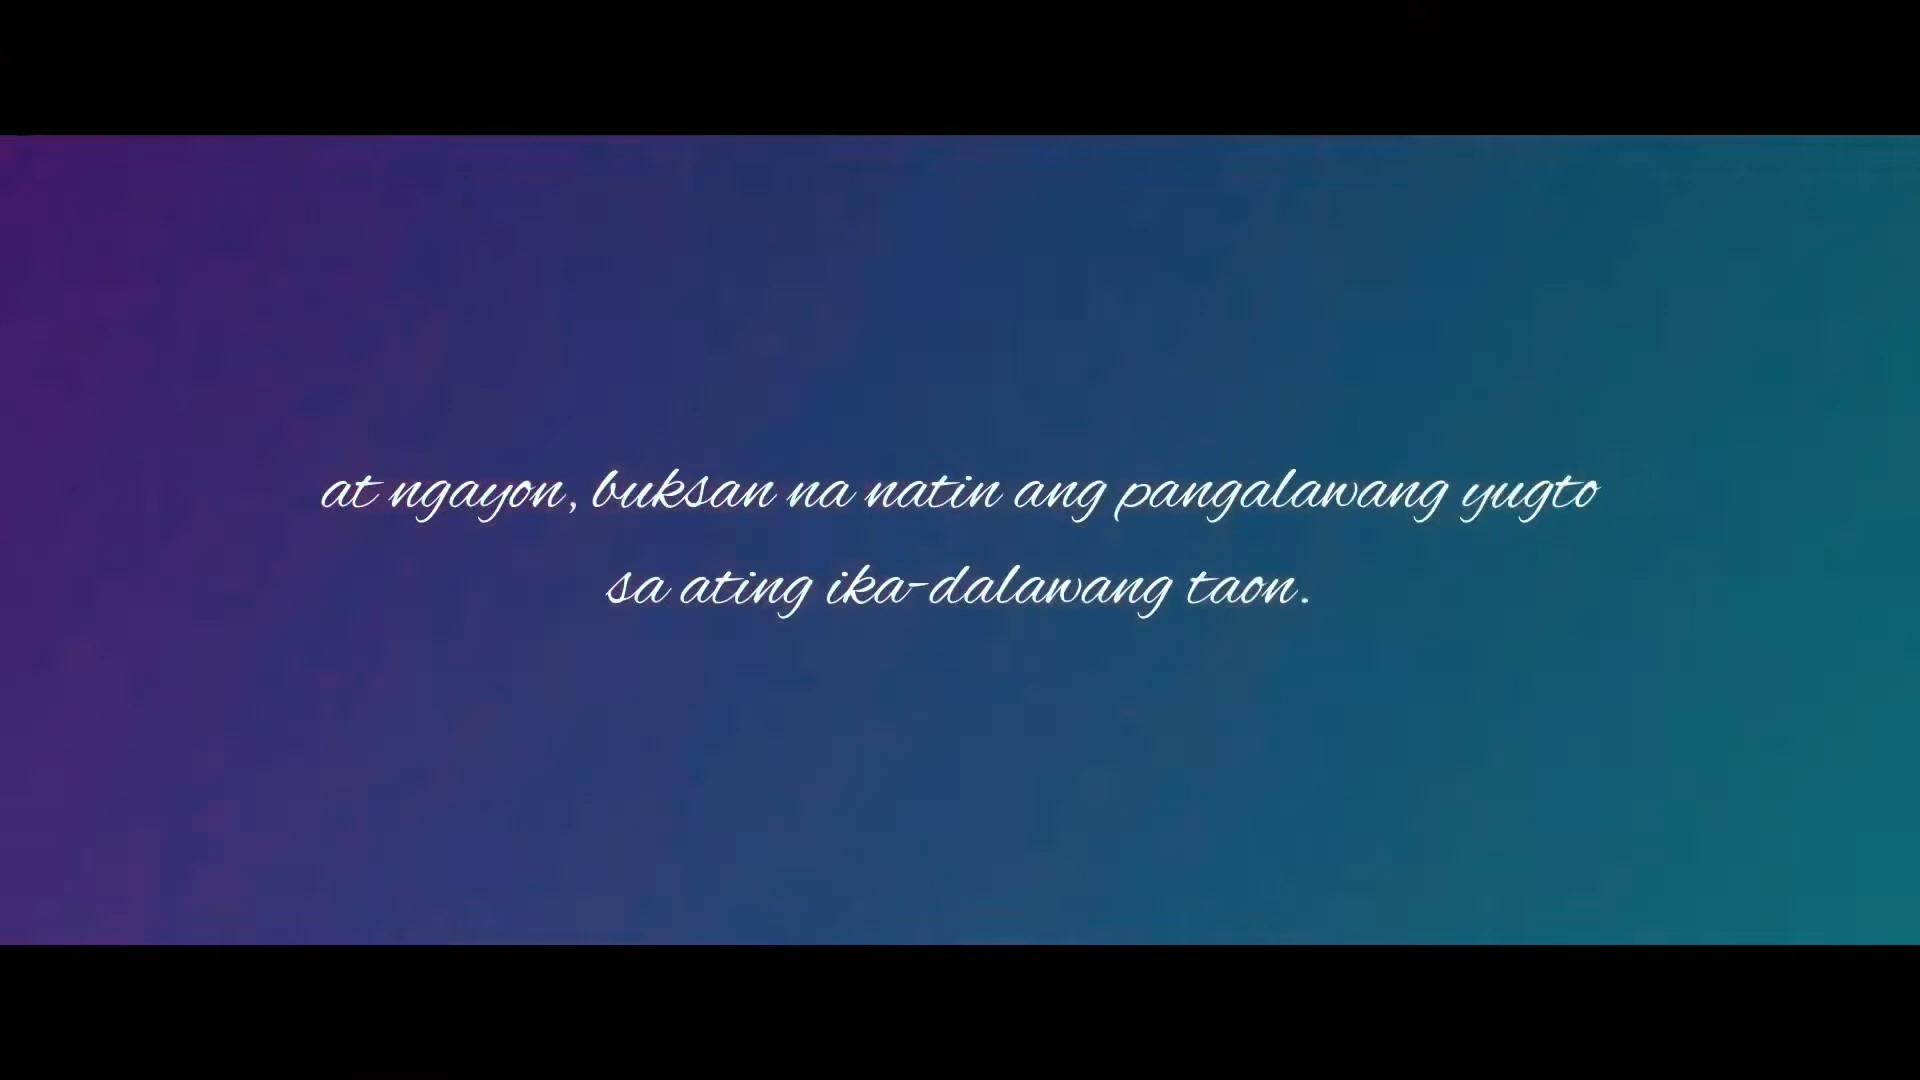 at ngayon, buksan na natin ang pangalawang yugto
sa ating ika-dalawang taon.